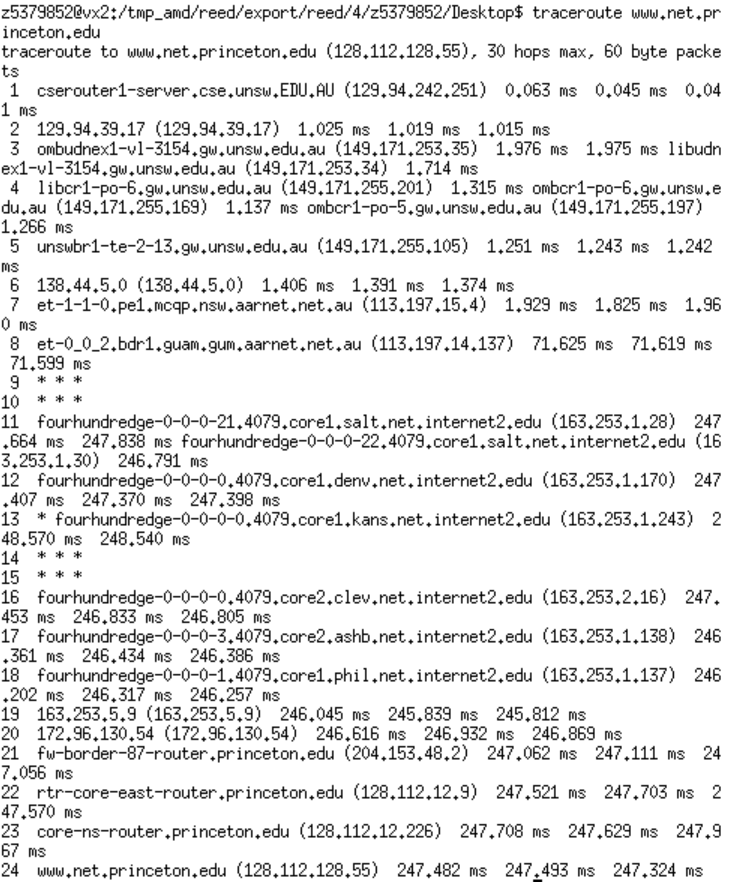 z5379852@vx2:/tmp_amd/reed/export/reed/4/z5379852/Desktop$ traceroute www.net.pr
inceton.edu
traceroute to www.net.princeton.edu (128.112.128.55), 30 hops max, 60 byte packe
ts
 1  cserouter1-server.cse.unsw.EDU.AU (129.94.242.251)  0.063 ms  0.045 ms  0.04
1 ms
 2  129.94.39.17 (129.94.39.17)  1.025 ms  1.019 ms  1.015 ms
 3  ombudnex1-vl-3154.gw.unsw.edu.au (149.171.253.35)  1.976 ms  1.975 ms libudn
ex1-vl-3154.gw.unsw.edu.au (149.171.253.34)  1.714 ms
 4  libcr1-po-6.gw.unsw.edu.au (149.171.255.201)  1.315 ms ombcr1-po-6.gw.unsw.e
du.au (149.171.255.169)  1.137 ms ombcr1-po-5.gw.unsw.edu.au (149.171.255.197)
1.266 ms
 5  unswbr1-te-2-13.gw.unsw.edu.au (149.171.255.105)  1.251 ms  1.243 ms  1.242
ms
 6  138.44.5.0 (138.44.5.0)  1.406 ms  1.391 ms  1.374 ms
 7  et-1-1-0.pe1.mcqp.nsw.aarnet.net.au (113.197.15.4)  1.929 ms  1.825 ms  1.96
0 ms
 8  et-0_0_2.bdr1.guam.gum.aarnet.net.au (113.197.14.137)  71.625 ms  71.619 ms
 71.599 ms
 9  * * *
10  * * *
11  fourhundredge-0-0-0-21.4079.core1.salt.net.internet2.edu (163.253.1.28)  247
.664 ms  247.838 ms fourhundredge-0-0-0-22.4079.core1.salt.net.internet2.edu (16
3.253.1.30)  246.791 ms
12  fourhundredge-0-0-0-0.4079.core1.denv.net.internet2.edu (163.253.1.170)  247
.407 ms  247.370 ms  247.398 ms
13  * fourhundredge-0-0-0-0.4079.core1.kans.net.internet2.edu (163.253.1.243)  2
48.570 ms  248.540 ms
14  * * *
15  * * *
16  fourhundredge-0-0-0-0.4079.core2.clev.net.internet2.edu (163.253.2.16)  247.
453 ms  246.833 ms  246.805 ms
17  fourhundredge-0-0-0-3.4079.core2.ashb.net.internet2.edu (163.253.1.138)  246
.361 ms  246.434 ms  246.386 ms
18  fourhundredge-0-0-0-1.4079.core1.phil.net.internet2.edu (163.253.1.137)  246
.202 ms  246.317 ms  246.257 ms
19  163.253.5.9 (163.253.5.9)  246.045 ms  245.839 ms  245.812 ms
20  172.96.130.54 (172.96.130.54)  246.616 ms  246.932 ms  246.869 ms
21  fw-border-87-router.princeton.edu (204.153.48.2)  247.062 ms  247.111 ms  24
7.056 ms
22  rtr-core-east-router.princeton.edu (128.112.12.9)  247.521 ms  247.703 ms  2
47.570 ms
23  core-ns-router.princeton.edu (128.112.12.226)  247.708 ms  247.629 ms  247.9
67 ms
24  www.net.princeton.edu (128.112.128.55)  247.482 ms  247.493 ms  247.324 ms